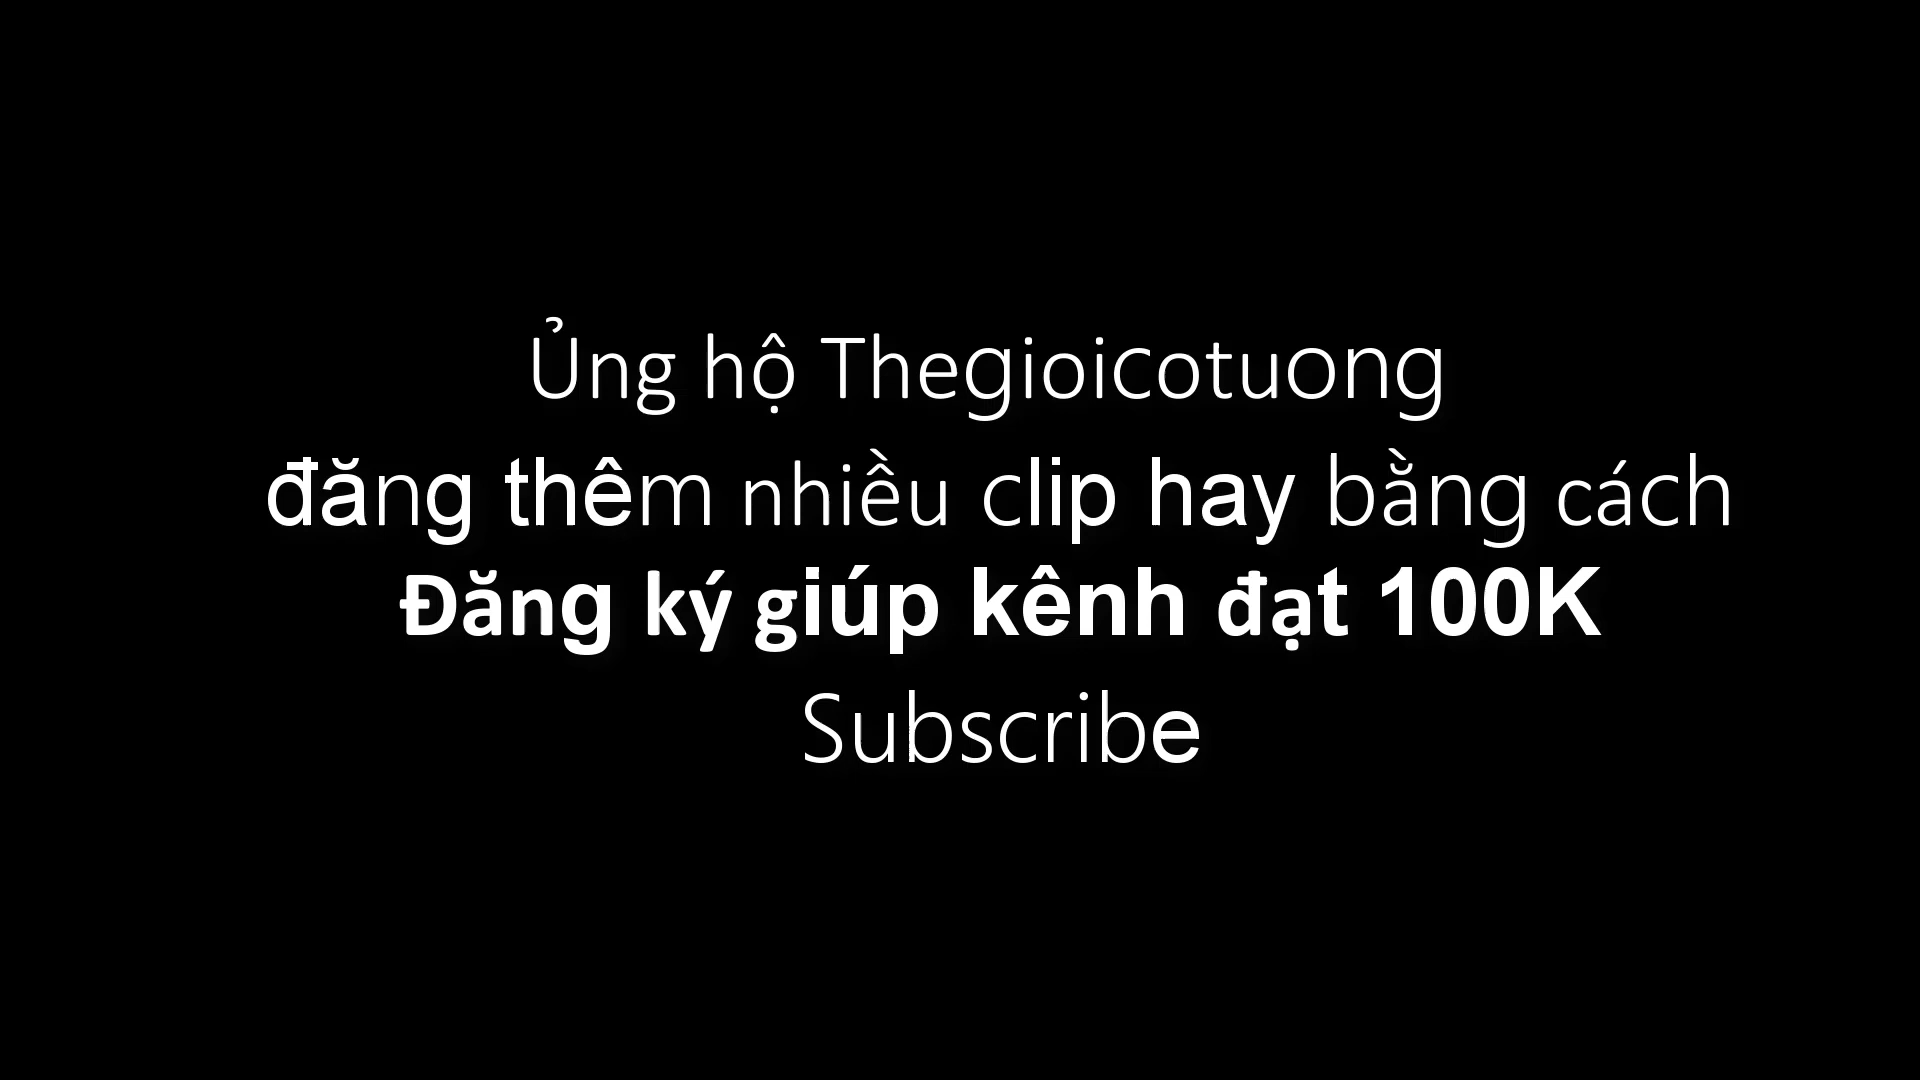 Ủng hộ Thegioicotuong
đăng thêm nhiều clip hay bằng cách
Đăng ký giúp kênh đạt 100K
Subscribe